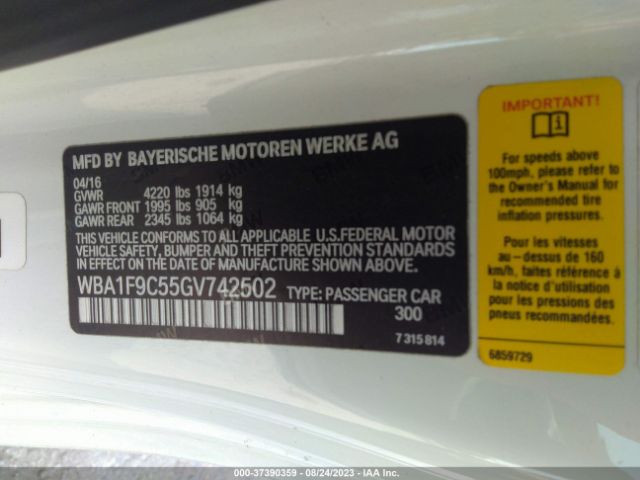 MFD BY BAYERISCHE MOTOREN WERKE AG
04/16
GVWR 4220 lbs 1914 kg
GAWR FRONT 1995 lbs 905 kg
GAWR REAR 2345 lbs 1064 kg
THIS VEHICLE CONFORMS TO ALL APPLICABLE U.S.FEDERAL MOTOR
VEHICLE SAFETY, BUMPER AND THEFT PREVENTION STANDARDS
IN EFFECT ON THE DATE OF MANUFACTURE SHOWN ABOVE.
WBA1F9C55GV742502 TYPE: PASSENGER CAR
300
7 315 814
IMPORTANT!
For speeds above
100mph, please refer to
the Owner's Manual for
recommended tire
inflation pressures.
Pour les vitesses
au-dessus de 160
km/h, faites référence
au livret de bord pour
des pneus
recommandées.
6859729
000-37390359 - 08/24/2023 - IAA Inc.